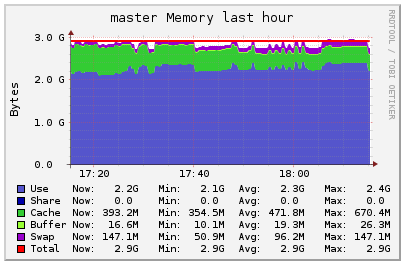 master Memory last hour
RRDTOOL / TOBI OETIKER
Bytes
3.0 G
2.0 G
1.0 G
0.0
17:20 17:40 18:00
Use Now: 2.2G Min: 2.1G Avg: 2.3G Max: 2.4G
Share Now: 0.0 Min: 0.0 Avg: 0.0 Max: 0.0
Cache Now: 393.2M Min: 354.5M Avg: 471.8M Max: 670.4M
Buffer Now: 16.6M Min: 10.1M Avg: 19.3M Max: 26.3M
Swap Now: 147.1M Min: 50.9M Avg: 96.2M Max: 147.1M
Total Now: 2.9G Min: 2.9G Avg: 2.9G Max: 2.9G